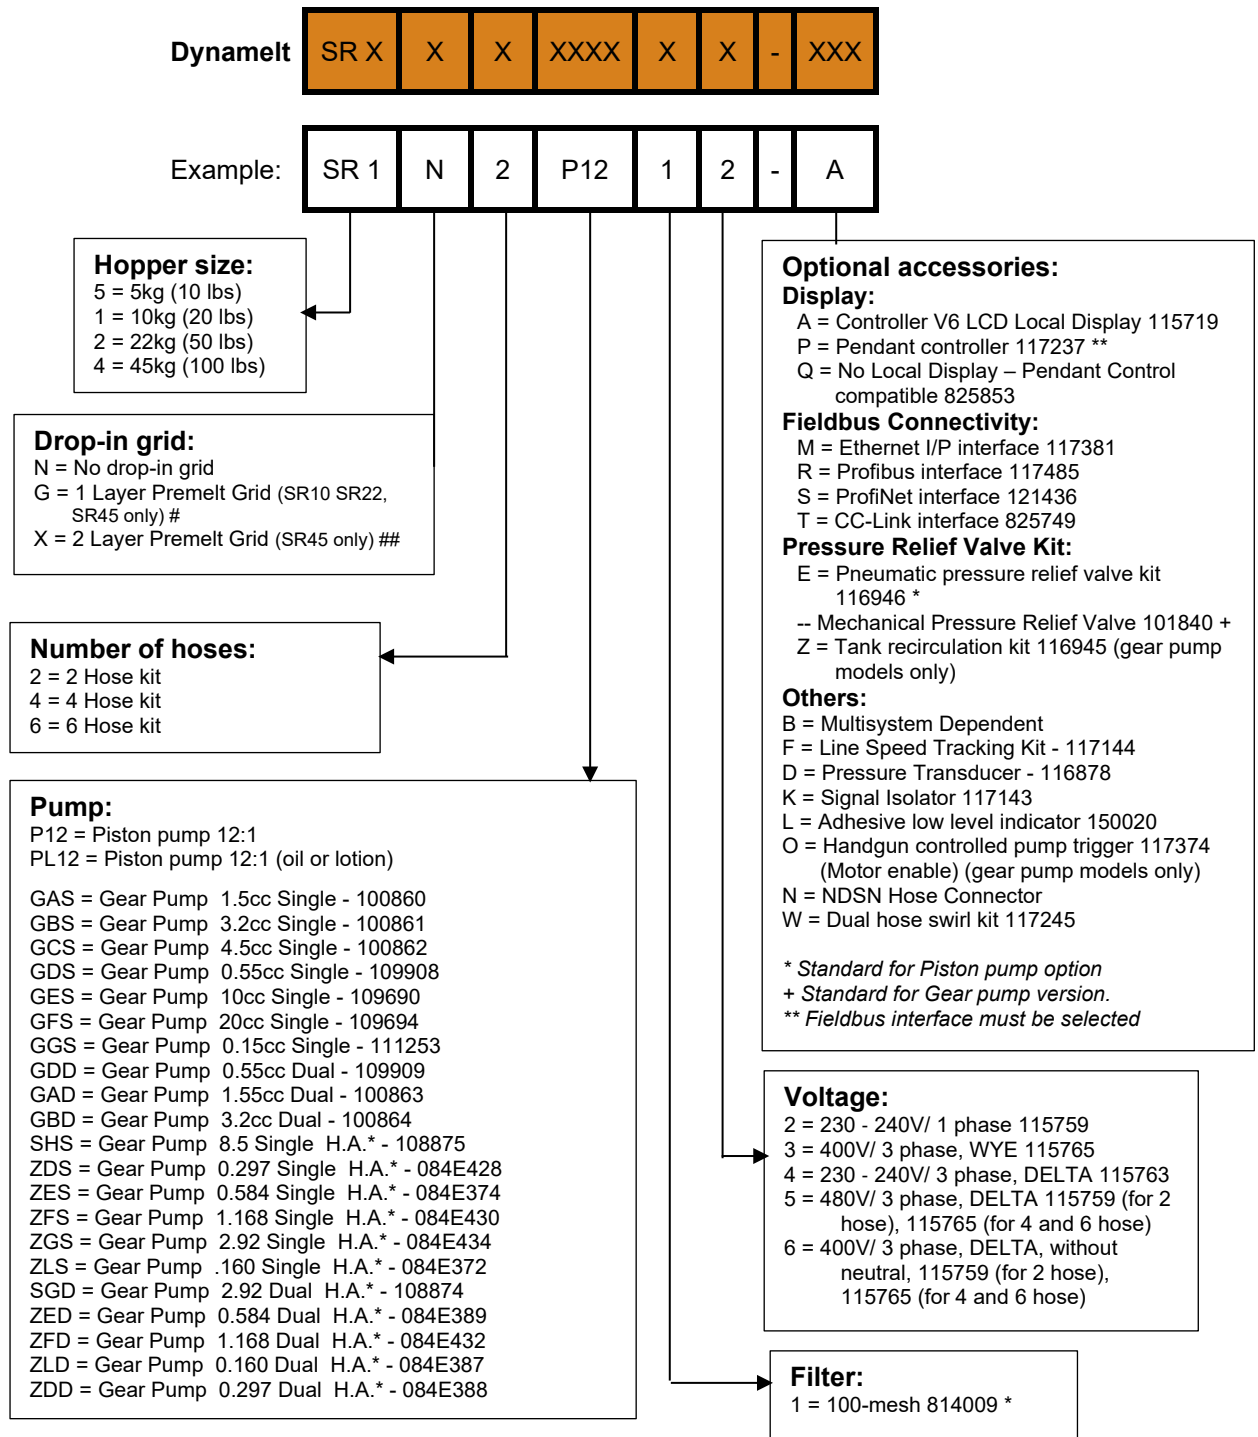 Dynamelt SR X X X XXXX X X - XXX
Example: SR 1 N 2 P12 1 2 - A
Hopper size:
5 = 5kg (10 lbs)
1 = 10kg (20 lbs)
2 = 22kg (50 lbs)
4 = 45kg (100 lbs)
Drop-in grid:
N = No drop-in grid
G = 1 Layer Premelt Grid (SR10 SR22,
SR45 only) #
X = 2 Layer Premelt Grid (SR45 only) ##
Number of hoses:
2 = 2 Hose kit
4 = 4 Hose kit
6 = 6 Hose kit
Pump:
P12 = Piston pump 12:1
PL12 = Piston pump 12:1 (oil or lotion)
GAS = Gear Pump 1.5cc Single - 100860
GBS = Gear Pump 3.2cc Single - 100861
GCS = Gear Pump 4.5cc Single - 100862
GDS = Gear Pump 0.55cc Single - 109908
GES = Gear Pump 10cc Single - 109690
GFS = Gear Pump 20cc Single - 109694
GGS = Gear Pump 0.15cc Single - 111253
GDD = Gear Pump 0.55cc Dual - 109909
GAD = Gear Pump 1.55cc Dual - 100863
GBD = Gear Pump 3.2cc Dual - 100864
SHS = Gear Pump 8.5 Single H.A.* - 108875
ZDS = Gear Pump 0.297 Single H.A.* - 084E428
ZES = Gear Pump 0.584 Single H.A.* - 084E374
ZFS = Gear Pump 1.168 Single H.A.* - 084E430
ZGS = Gear Pump 2.92 Single H.A.* - 084E434
ZLS = Gear Pump .160 Single H.A.* - 084E372
SGD = Gear Pump 2.92 Dual H.A.* - 108874
ZED = Gear Pump 0.584 Dual H.A.* - 084E389
ZFD = Gear Pump 1.168 Dual H.A.* - 084E432
ZLD = Gear Pump 0.160 Dual H.A.* - 084E387
ZDD = Gear Pump 0.297 Dual H.A.* - 084E388
Optional accessories:
Display:
A = Controller V6 LCD Local Display 115719
P = Pendant controller 117237 **
Q = No Local Display – Pendant Control
compatible 825853
Fieldbus Connectivity:
M = Ethernet I/P interface 117381
R = Profibus interface 117485
S = ProfiNet interface 121436
T = CC-Link interface 825749
Pressure Relief Valve Kit:
E = Pneumatic pressure relief valve kit
116946 *
-- Mechanical Pressure Relief Valve 101840 +
Z = Tank recirculation kit 116945 (gear pump
models only)
Others:
B = Multisystem Dependent
F = Line Speed Tracking Kit - 117144
D = Pressure Transducer - 116878
K = Signal Isolator 117143
L = Adhesive low level indicator 150020
O = Handgun controlled pump trigger 117374
(Motor enable) (gear pump models only)
N = NDSN Hose Connector
W = Dual hose swirl kit 117245
* Standard for Piston pump option
+ Standard for Gear pump version.
** Fieldbus interface must be selected
Voltage:
2 = 230 - 240V/ 1 phase 115759
3 = 400V/ 3 phase, WYE 115765
4 = 230 - 240V/ 3 phase, DELTA 115763
5 = 480V/ 3 phase, DELTA 115759 (for 2
hose), 115765 (for 4 and 6 hose)
6 = 400V/ 3 phase, DELTA, without
neutral, 115759 (for 2 hose),
115765 (for 4 and 6 hose)
Filter:
1 = 100-mesh 814009 *